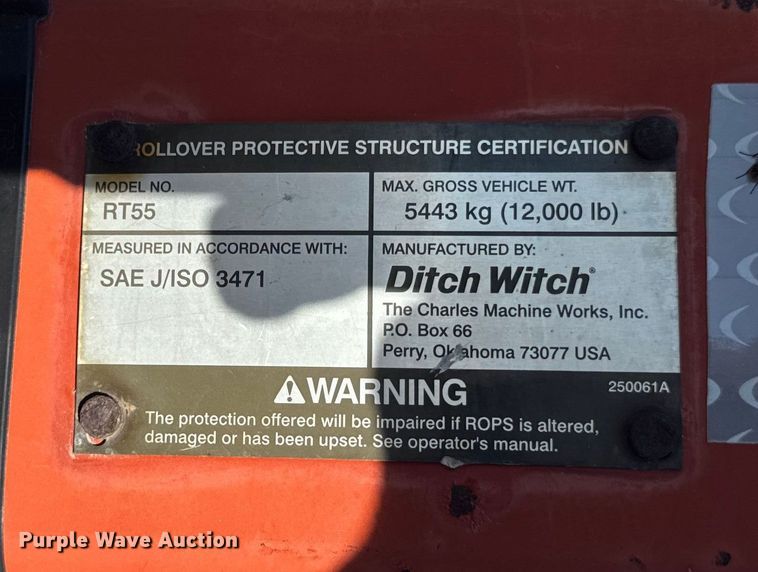 ROLLOVER PROTECTIVE STRUCTURE CERTIFICATION
MODEL NO.
RT55
MAX. GROSS VEHICLE WT.
5443 kg (12,000 lb)
MEASURED IN ACCORDANCE WITH:
SAE J/ISO 3471
MANUFACTURED BY:
Ditch Witch®
The Charles Machine Works, Inc.
P.O. Box 66
Perry, Oklahoma 73077 USA
⚠WARNING
250061A
The protection offered will be impaired if ROPS is altered,
damaged or has been upset. See operator's manual.
Purple Wave Auction